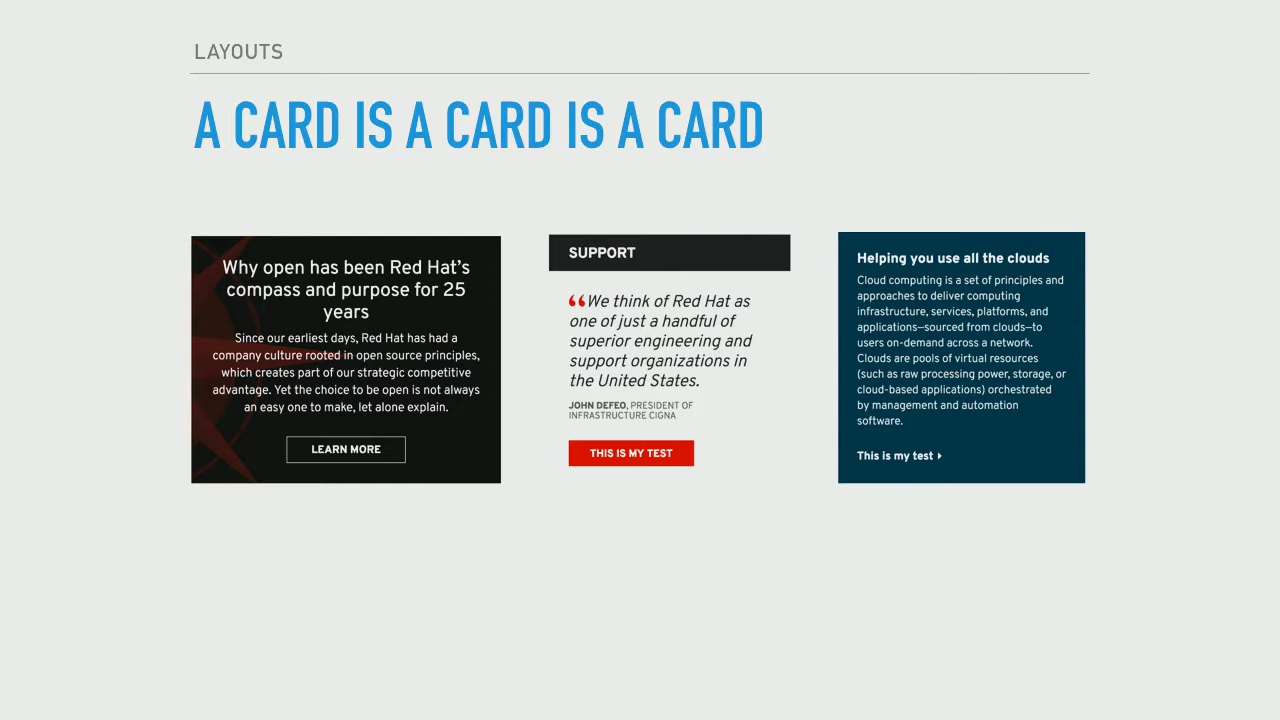 LAYOUTS
A CARD IS A CARD IS A CARD
Why open has been Red Hat's
compass and purpose for 25
years
Since our earliest days, Red Hat has had a
company culture rooted in open source principles,
which creates part of our strategic competitive
advantage. Yet the choice to be open is not always
an easy one to make, let alone explain.
LEARN MORE
SUPPORT
“We think of Red Hat as
one of just a handful of
superior engineering and
support organizations in
the United States.
JOHN DEFEO, PRESIDENT OF
INFRASTRUCTURE CIGNA
THIS IS MY TEST
Helping you use all the clouds
Cloud computing is a set of principles and
approaches to deliver computing
infrastructure, services, platforms, and
applications—sourced from clouds—to
users on-demand across a network.
Clouds are pools of virtual resources
(such as raw processing power, storage, or
cloud-based applications) orchestrated
by management and automation
software.
This is my test